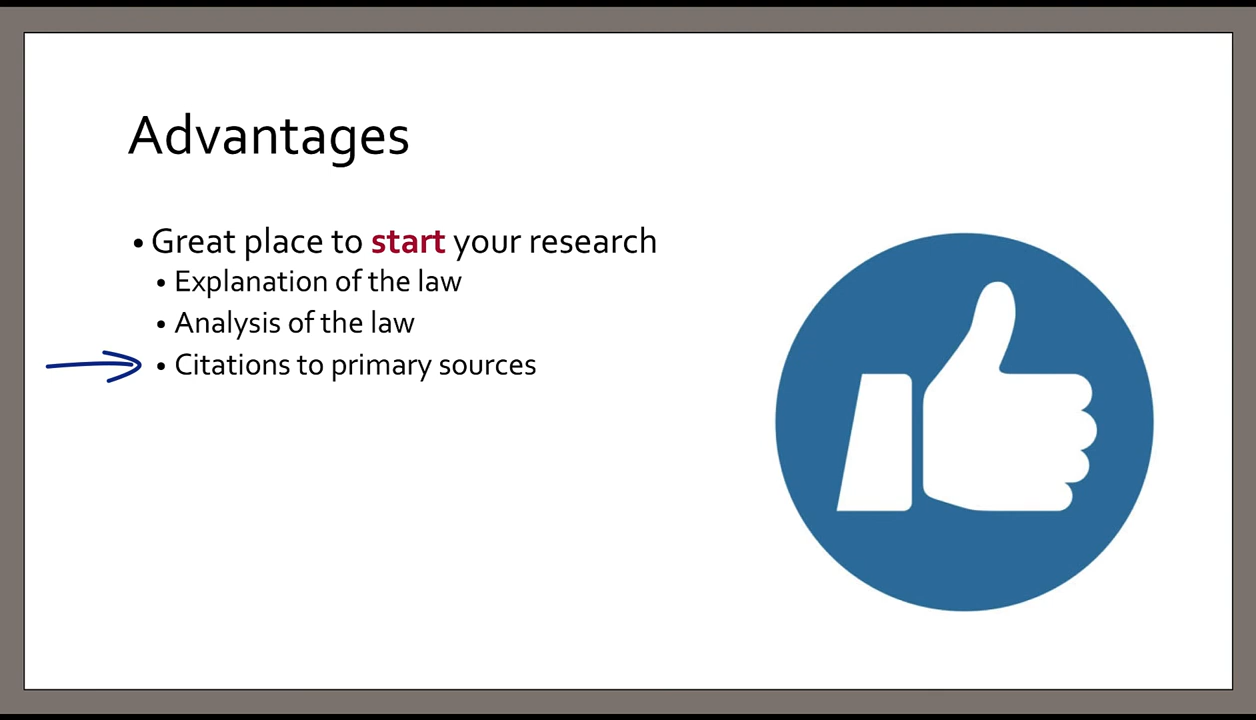 Advantages
• Great place to start your research
• Explanation of the law
• Analysis of the law
• Citations to primary sources